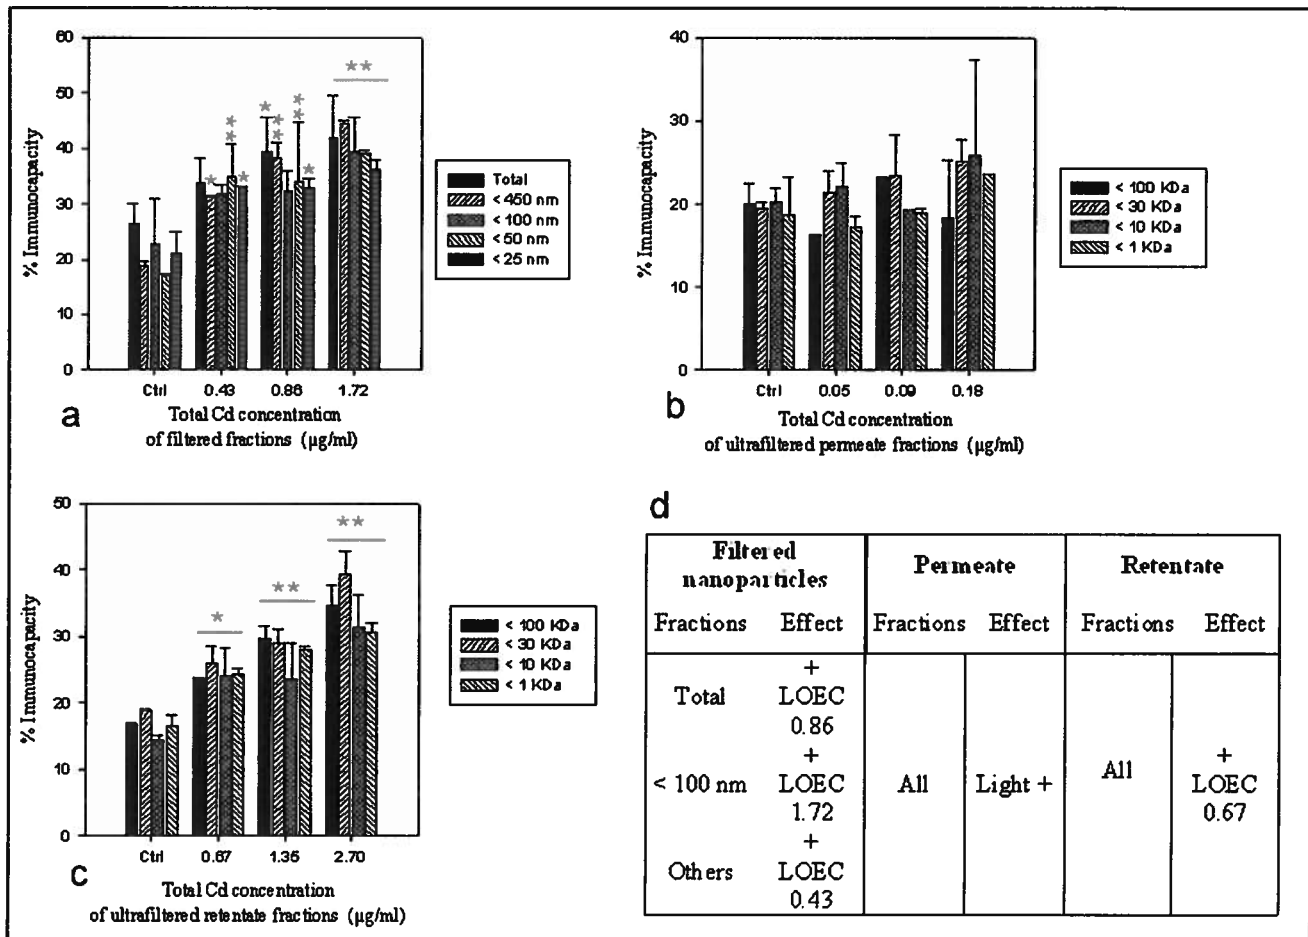 60
50
40
30
20
10
0
% Immunocapacity
*
**
*
*
**
**
*
**
Ctrl 0.43 0.86 1.72
Total Cd concentration
of filtered fractions (µg/ml)
a
Total
< 450 nm
< 100 nm
< 50 nm
< 25 nm
40
30
20
10
0
% Immunocapacity
Ctrl 0.05 0.09 0.18
Total Cd concentration
of ultrafiltered permeate fractions (µg/ml)
b
< 100 KDa
< 30 KDa
< 10 KDa
< 1 KDa
50
40
30
20
10
0
% Immunocapacity
*
**
**
Ctrl 0.67 1.35 2.70
Total Cd concentration
of ultrafiltered retentate fractions (µg/ml)
c
< 100 KDa
< 30 KDa
< 10 KDa
< 1 KDa
d
Filtered
nanoparticles
Permeate
Retentate
Fractions Effect Fractions Effect Fractions Effect
Total
+
LOEC
0.86
< 100 nm
+
LOEC
1.72
Others
+
LOEC
0.43
All
Light +
All
+
LOEC
0.67